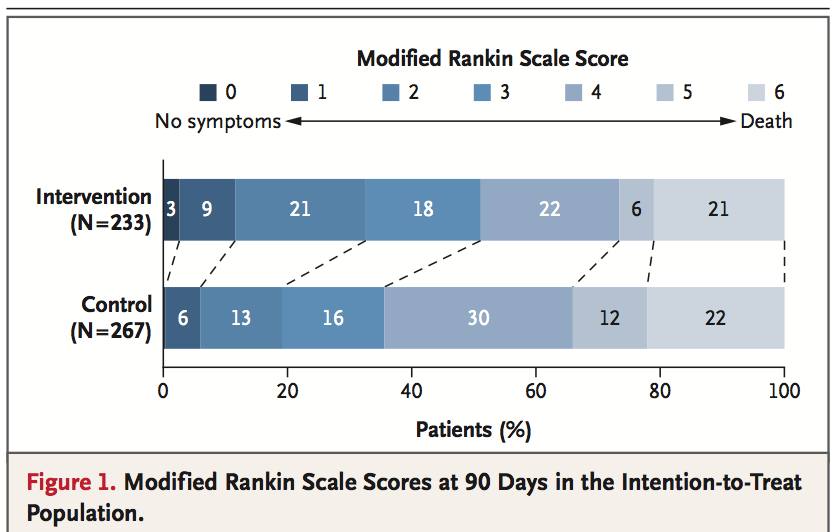 Modified Rankin Scale Score
0 1 2 3 4 5 6
No symptoms Death
Intervention
(N=233)
3 9 21 18 22 6 21
Control
(N=267)
6 13 16 30 12 22
0 20 40 60 80 100
Patients (%)
Figure 1. Modified Rankin Scale Scores at 90 Days in the Intention-to-Treat
Population.